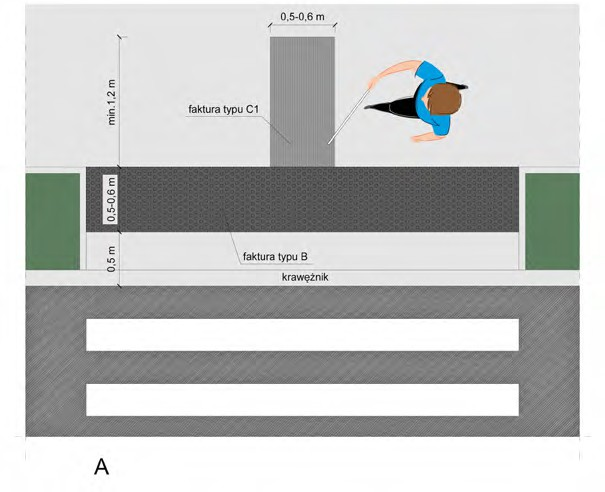 0,5-0,6 m
min.1,2 m
faktura typu C1
0,5-0,6 m
faktura typu B
0,5 m
krawężnik
A